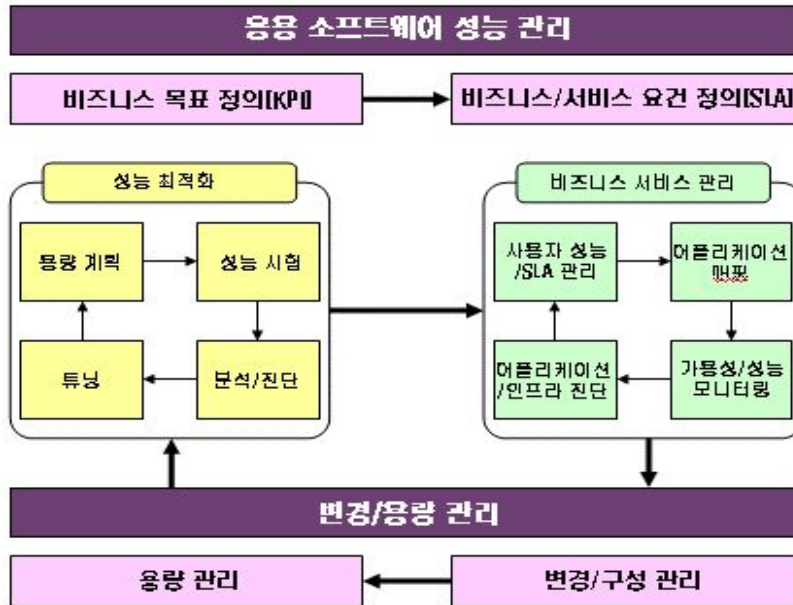 응용 소프트웨어 성능 관리
비즈니스 목표 정의[KPI]
비즈니스/서비스 요건 정의[SLA]
성능 최적화
용량 계획
성능 시험
튜닝
분석/진단
비즈니스 서비스 관리
사용자 성능
/SLA 관리
어플리케이션
매핑
어플리케이션
/인프라 진단
가용성/성능
모니터링
변경/용량 관리
용량 관리
변경/구성 관리